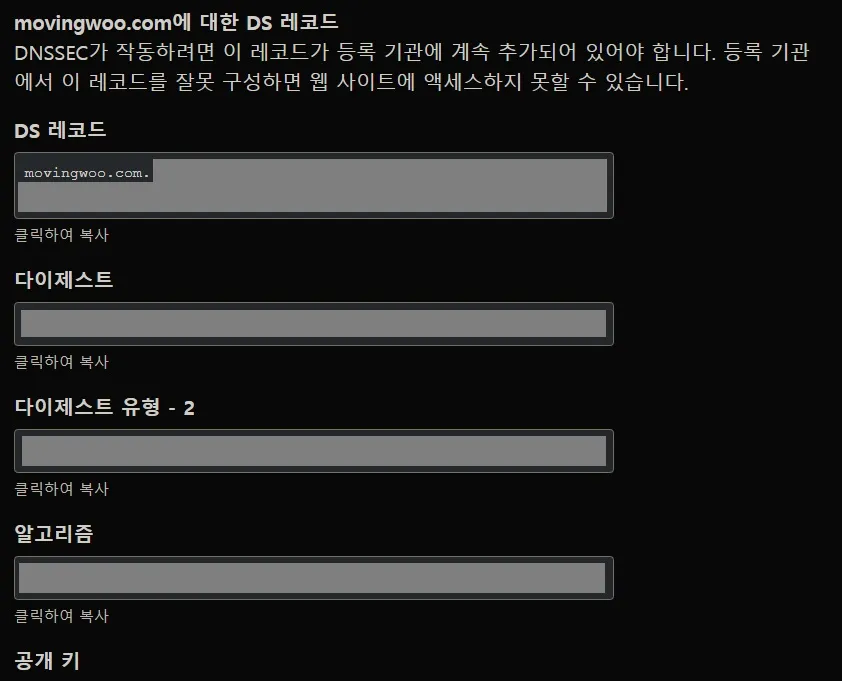 movingwoo.com에 대한 DS 레코드
DNSSEC가 작동하려면 이 레코드가 등록 기관에 계속 추가되어 있어야 합니다. 등록 기관
에서 이 레코드를 잘못 구성하면 웹 사이트에 액세스하지 못할 수 있습니다.
DS 레코드
movingwoo.com.
클릭하여 복사
다이제스트
클릭하여 복사
다이제스트 유형 - 2
클릭하여 복사
알고리즘
클릭하여 복사
공개 키